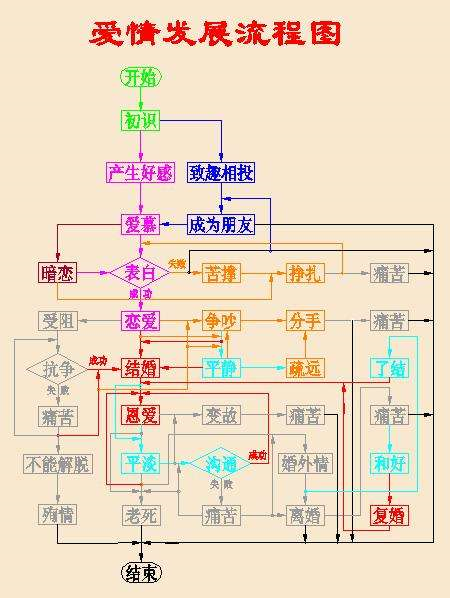 爱情发展流程图
开始
初识
产生好感 致趣相投
爱慕 成为朋友
失败
暗恋 表白 苦撑 挣扎 痛苦
成功
受阻 恋爱 争吵 分手 痛苦
成功
抗争 结婚 平静 疏远 了结
失败
痛苦 恩爱 变故 痛苦 痛苦
成功
不能解脱 平淡 沟通 婚外情 和好
失败
殉情 老死 痛苦 离婚 复婚
结束